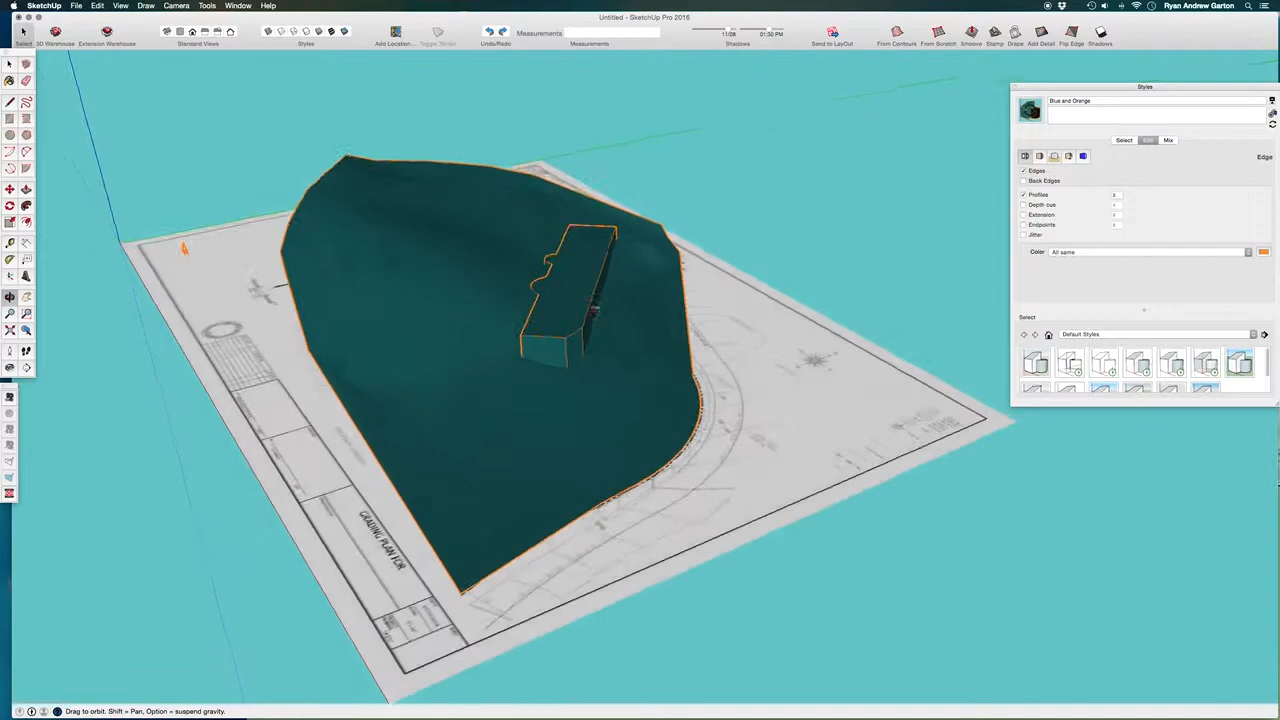 SketchUp File Edit View Draw Camera Tools Window Help Ryan Andrew Garton
Untitled - SketchUp Pro 2016
Measurements
11/08 01:30 PM
Select 3D Warehouse Extension Warehouse Standard Views Styles Add Location... Toggle Terrain Undo/Redo Measurements Shadows Send to LayOut From Contours From Scratch Smoove Stamp Drape Add Detail Flip Edge Shadows
Styles
Blue and Orange
Select Edit Mix
Edge
Edges
Back Edges
Profiles 3
Depth cue
Extension
Endpoints
Jitter
Color All same
Select
Default Styles
GRADING PLAN FOR
Drag to orbit. Shift = Pan, Option = suspend gravity.